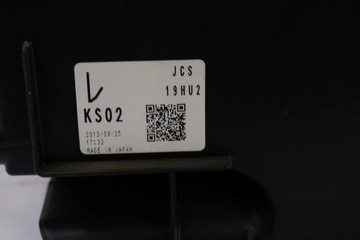 レ
JCS
19HU2
KS02
2013/09/25
17:33
MADE IN JAPAN